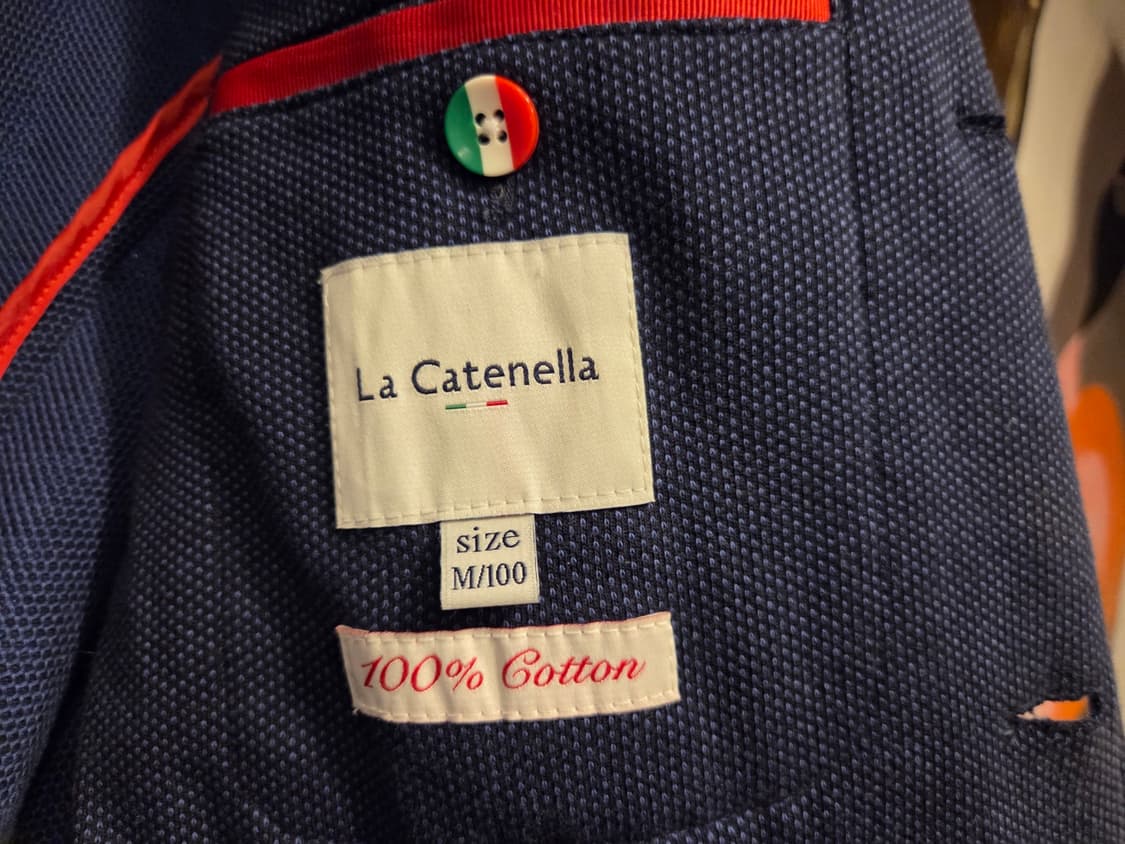 La Catenella
size
M/100
100% Cotton